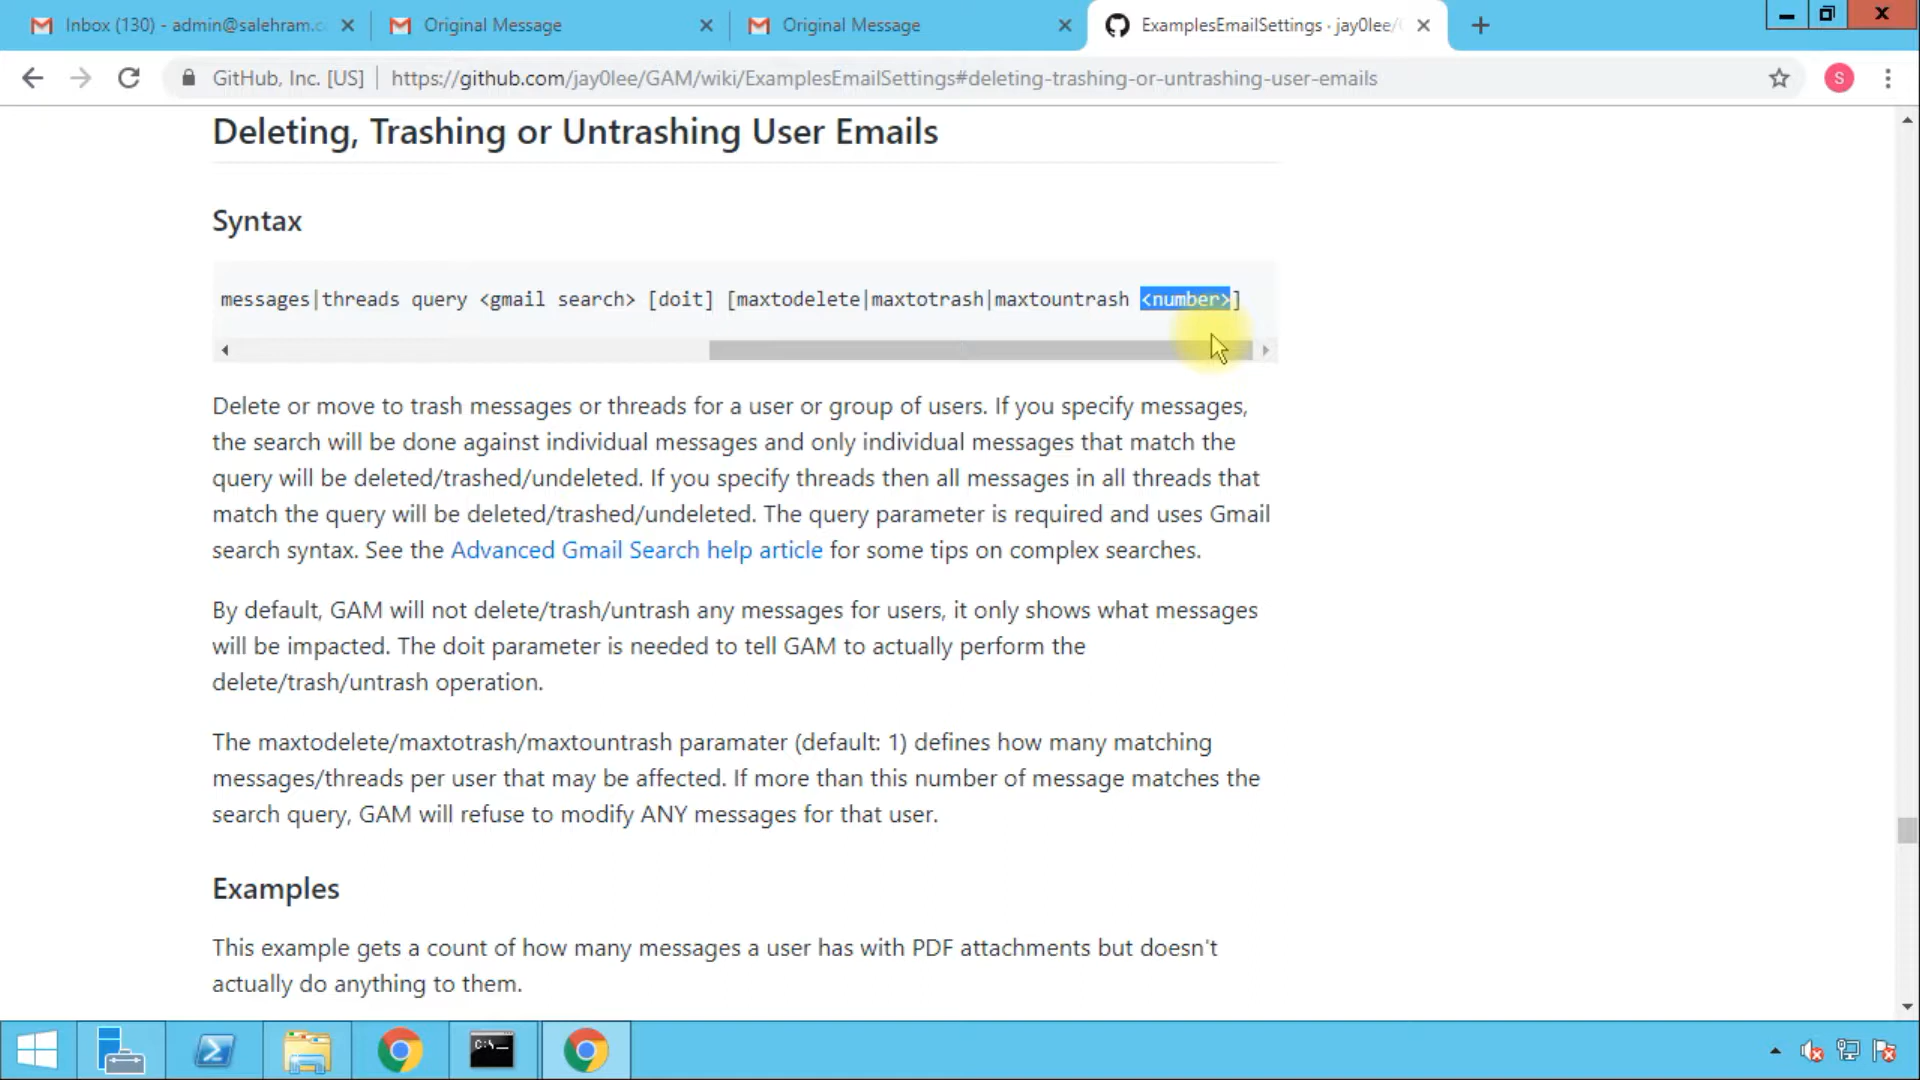 Inbox (130) - admin@salehram.c
Original Message
Original Message
ExamplesEmailSettings · jay0lee/
GitHub, Inc. [US]
https://github.com/jay0lee/GAM/wiki/ExamplesEmailSettings#deleting-trashing-or-untrashing-user-emails
S
Deleting, Trashing or Untrashing User Emails
Syntax
messages|threads query <gmail search> [doit] [maxtodelete|maxtotrash|maxtountrash <number>]
Delete or move to trash messages or threads for a user or group of users. If you specify messages,
the search will be done against individual messages and only individual messages that match the
query will be deleted/trashed/undeleted. If you specify threads then all messages in all threads that
match the query will be deleted/trashed/undeleted. The query parameter is required and uses Gmail
search syntax. See the Advanced Gmail Search help article for some tips on complex searches.
By default, GAM will not delete/trash/untrash any messages for users, it only shows what messages
will be impacted. The doit parameter is needed to tell GAM to actually perform the
delete/trash/untrash operation.
The maxtodelete/maxtotrash/maxtountrash paramater (default: 1) defines how many matching
messages/threads per user that may be affected. If more than this number of message matches the
search query, GAM will refuse to modify ANY messages for that user.
Examples
This example gets a count of how many messages a user has with PDF attachments but doesn't
actually do anything to them.